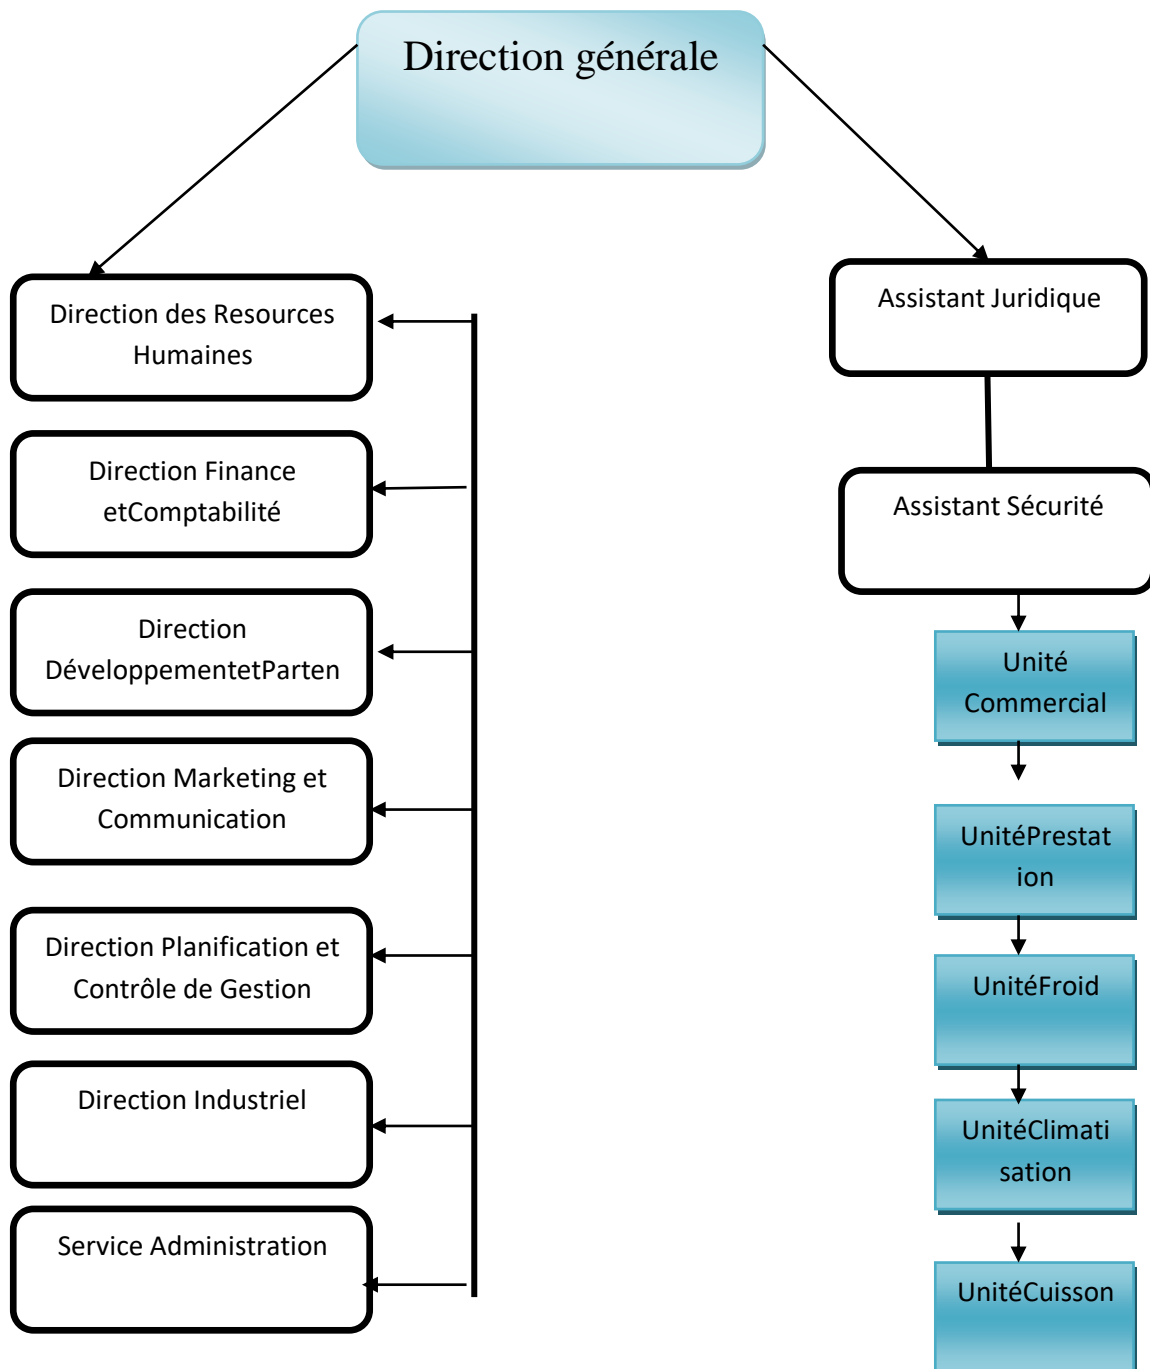 Direction générale
Direction des Resources
Humaines
Direction Finance
etComptabilité
Direction
DéveloppementetParten
Direction Marketing et
Communication
Direction Planification et
Contrôle de Gestion
Direction Industriel
Service Administration
Assistant Juridique
Assistant Sécurité
Unité
Commercial
UnitéPrestat
ion
UnitéFroid
UnitéClimati
sation
UnitéCuisson